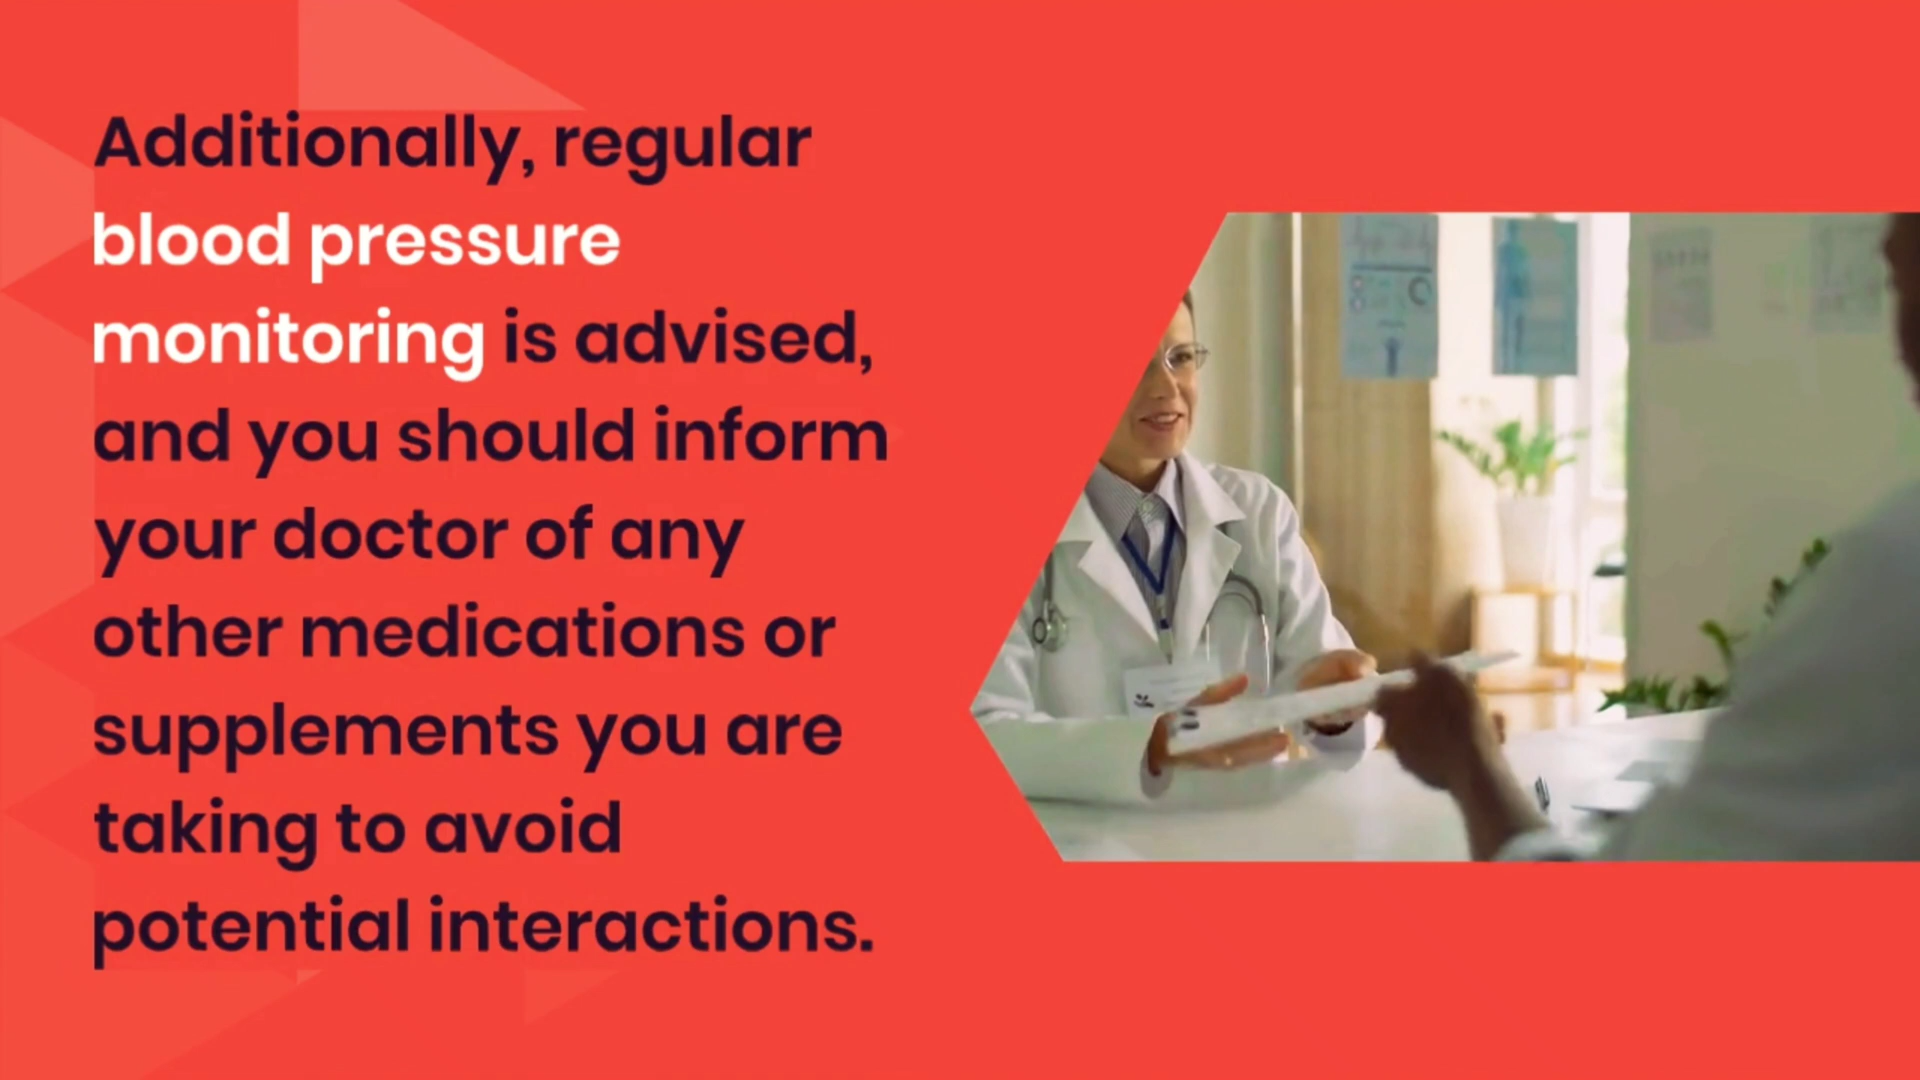 Additionally, regular
blood pressure
monitoring is advised,
and you should inform
your doctor of any
other medications or
supplements you are
taking to avoid
potential interactions.